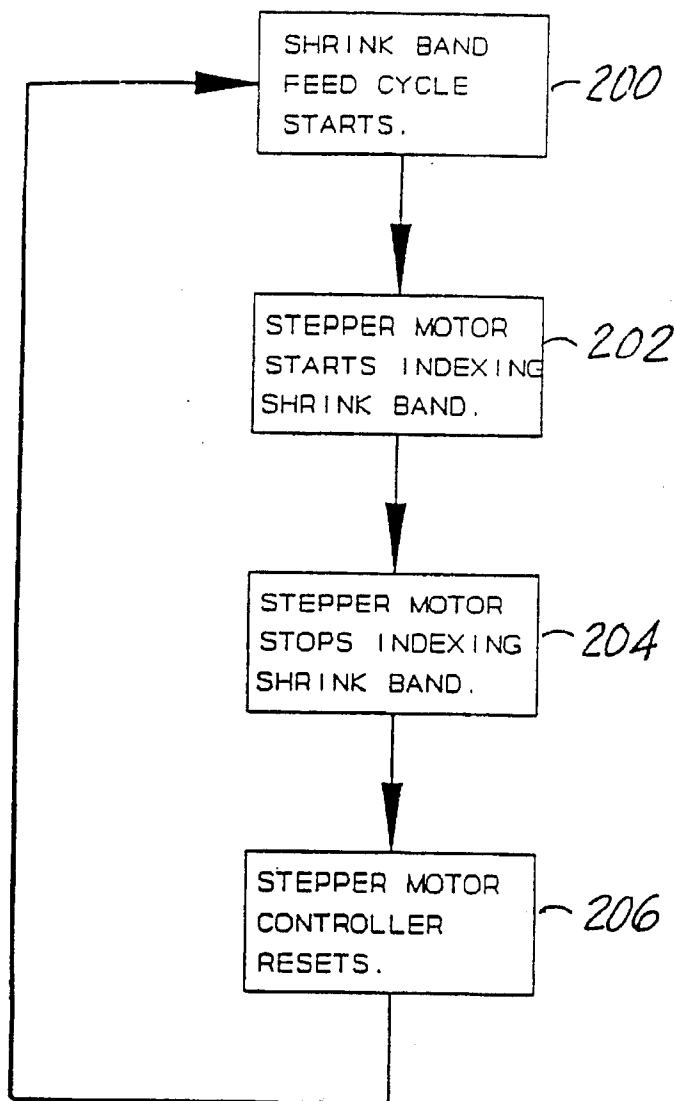 SHRINK BAND
FEED CYCLE
STARTS.
200
STEPPER MOTOR
STARTS INDEXING
SHRINK BAND.
202
STEPPER MOTOR
STOPS INDEXING
SHRINK BAND.
204
STEPPER MOTOR
CONTROLLER
RESETS.
206